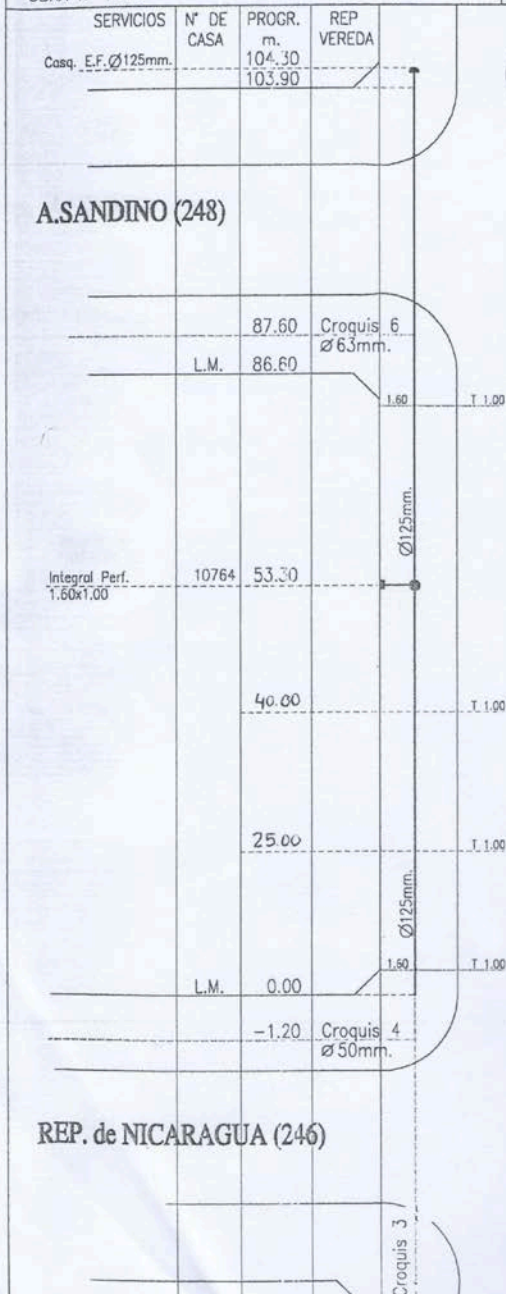 SERVICIOS N° DE CASA PROGR. m. REP VEREDA
Casq. E.F.Ø125mm. 104.30
103.90
A.SANDINO (248)
87.60 Croquis 6
Ø63mm.
L.M. 86.60
1.60 T 1.00
Ø125mm.
Integral Perf. 10764 53.30
1.60x1.00
40.00 T 1.00
25.00 T 1.00
Ø125mm.
1.60 T 1.00
L.M. 0.00
-1.20 Croquis 4
Ø50mm.
REP. de NICARAGUA (246)
Croquis 3